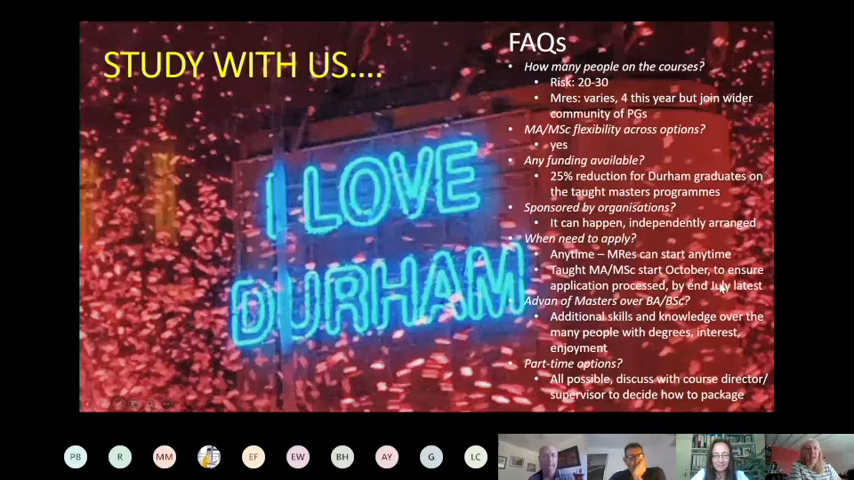 STUDY WITH US....
I LOVE
DURHAM
FAQs
• How many people on the courses?
• Risk: 20-30
• Mres: varies, 4 this year but join wider
community of PGs
• MA/MSc flexibility across options?
• yes
• Any funding available?
• 25% reduction for Durham graduates on
the taught masters programmes
• Sponsored by organisations?
• It can happen, independently arranged
• When need to apply?
• Anytime – MRes can start anytime
• Taught MA/MSc start October, to ensure
application processed, by end July latest
• Advan of Masters over BA/BSc?
• Additional skills and knowledge over the
many people with degrees, interest,
enjoyment
• Part-time options?
• All possible, discuss with course director/
supervisor to decide how to package
PB R MM EF EW BH AY G LC